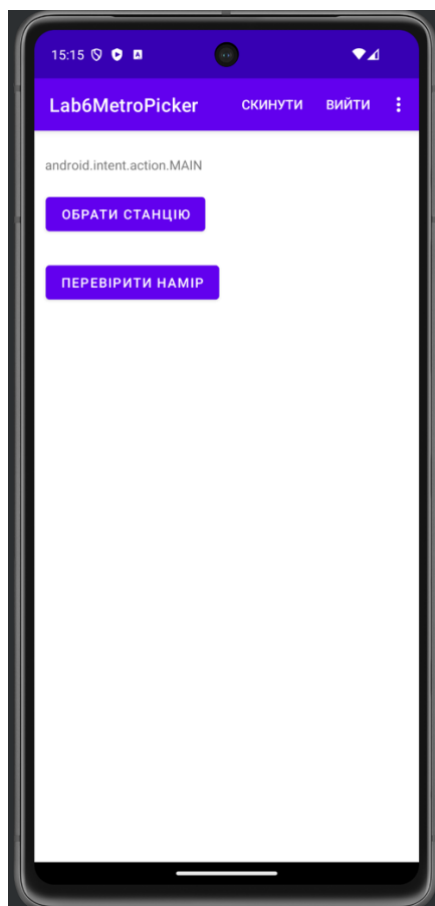 15:15
Lab6MetroPicker СКИНУТИ ВИЙТИ
android.intent.action.MAIN
ОБРАТИ СТАНЦІЮ
ПЕРЕВІРИТИ НАМІР